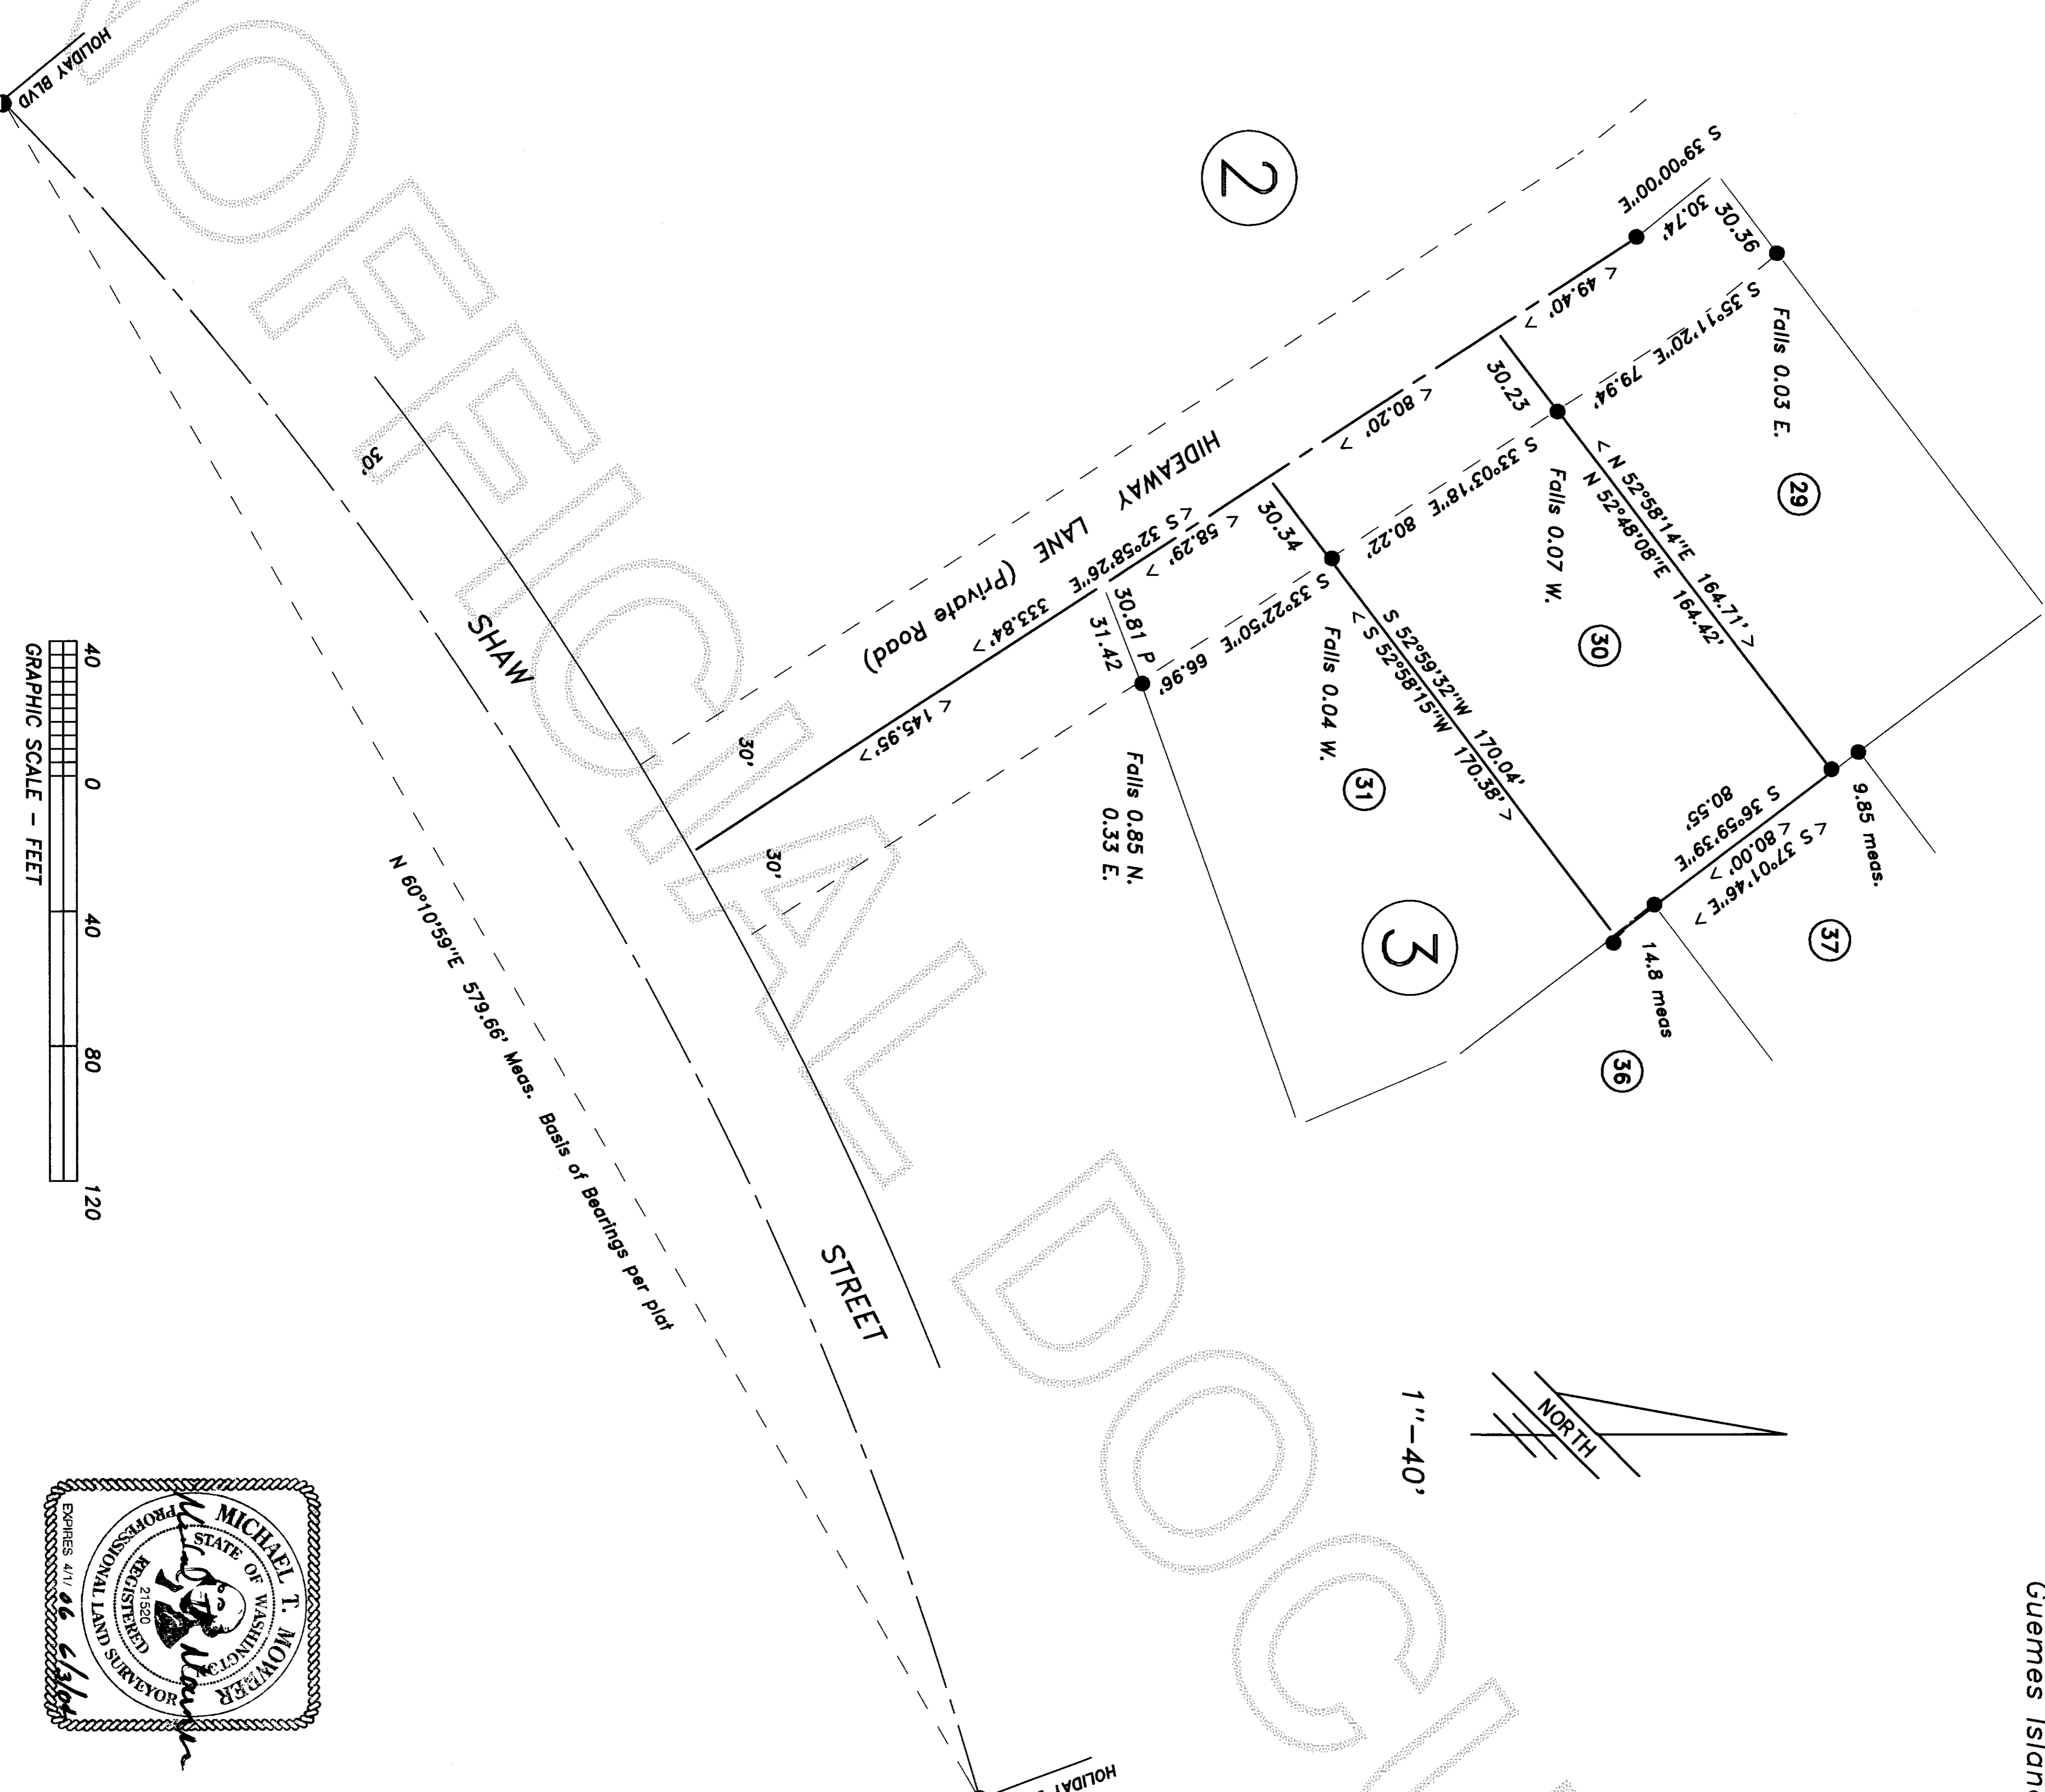 Guemes
HOLIDAY BLVD
2
S 39°00'00"E
30.74'
30.36
< 49.40' >
S 35°11'20"E 79.94'
Falls 0.03 E.
29
30.23
< 80.20' >
S 33°03'18"E 80.22'
Falls 0.07 W.
< N 52°58'14"E 164.71' >
N 52°48'08"E 164.42'
30
HIDEAWAY LANE (Private Road)
< S 32°58'26"E 333.84' >
< 58.29' >
30.34
S 33°22'50"E 66.96'
Falls 0.04 W.
S 52°59'32"W 170.04'
< S 52°58'15"W 170.38' >
31
30.81 P
31.42
Falls 0.85 N.
0.33 E.
< 145.95' >
30'
30'
30'
3
9.85 meas.
S 36°59'39"E
80.55'
< S 37°01'46"E >
< 80.00' >
37
14.8 meas
36
SHAW STREET
N 60°10'59"E 579.66' Meas. Basis of Bearings per plat
NORTH
1"-40'
40 0 40 80 120
GRAPHIC SCALE - FEET
MICHAEL T. MOWRER
STATE OF WASHINGTON
21520
REGISTERED
PROFESSIONAL LAND SURVEYOR
EXPIRES 4/1/06
HOLIDAY
OFFICIAL